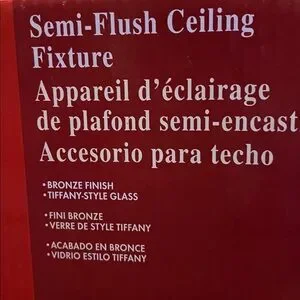 Semi-Flush Ceiling
Fixture
Appareil d'éclairage
de plafond semi-encast
Accesorio para techo
•BRONZE FINISH
•TIFFANY-STYLE GLASS
•FINI BRONZE
•VERRE DE STYLE TIFFANY
•ACABADO EN BRONCE
•VIDRIO ESTILO TIFFANY